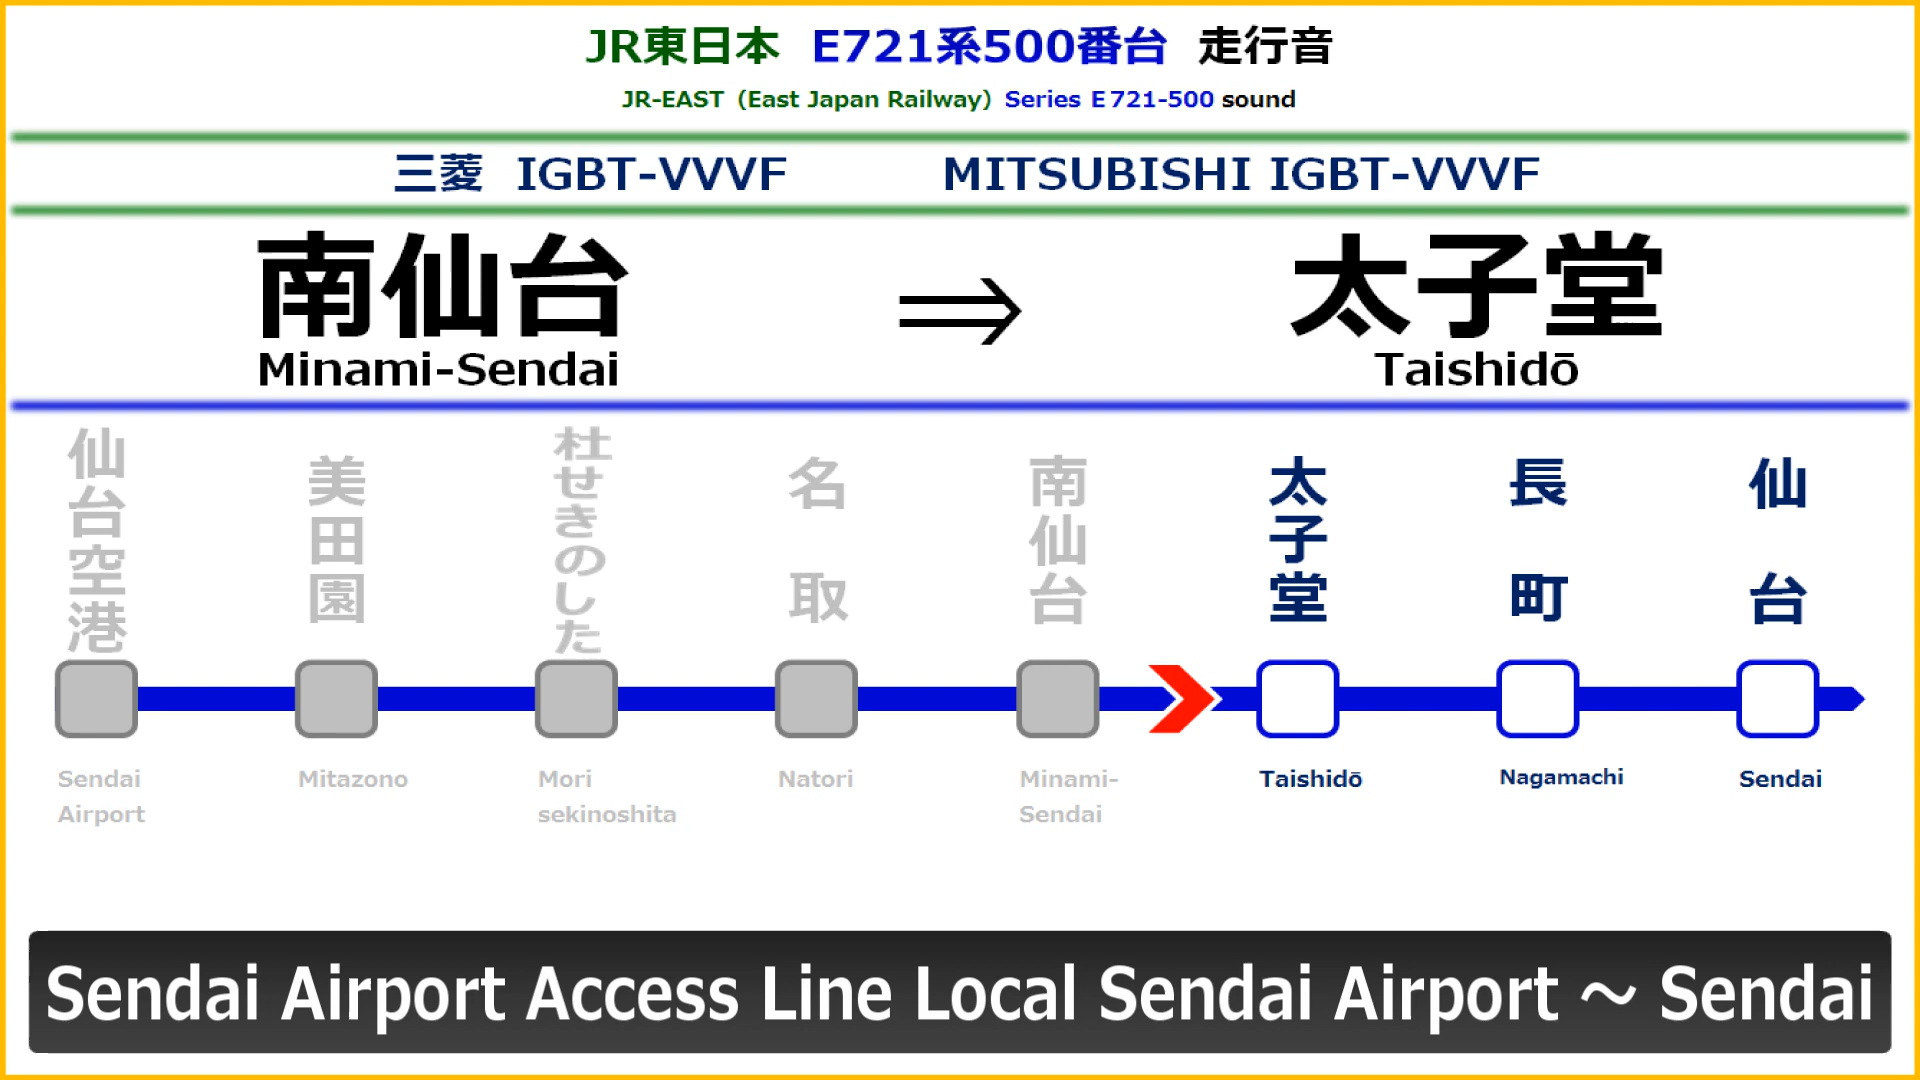 JR東日本 E721系500番台 走行音
JR-EAST（East Japan Railway）Series E721-500 sound
三菱 IGBT-VVVF MITSUBISHI IGBT-VVVF
南仙台 ⇒ 太子堂
Minami-Sendai Taishidō
仙台空港
美田園
杜せきのした
名取
南仙台
太子堂
長町
仙台
Sendai Airport
Mitazono
Mori sekinoshita
Natori
Minami-Sendai
Taishidō
Nagamachi
Sendai
Sendai Airport Access Line Local Sendai Airport ～ Sendai